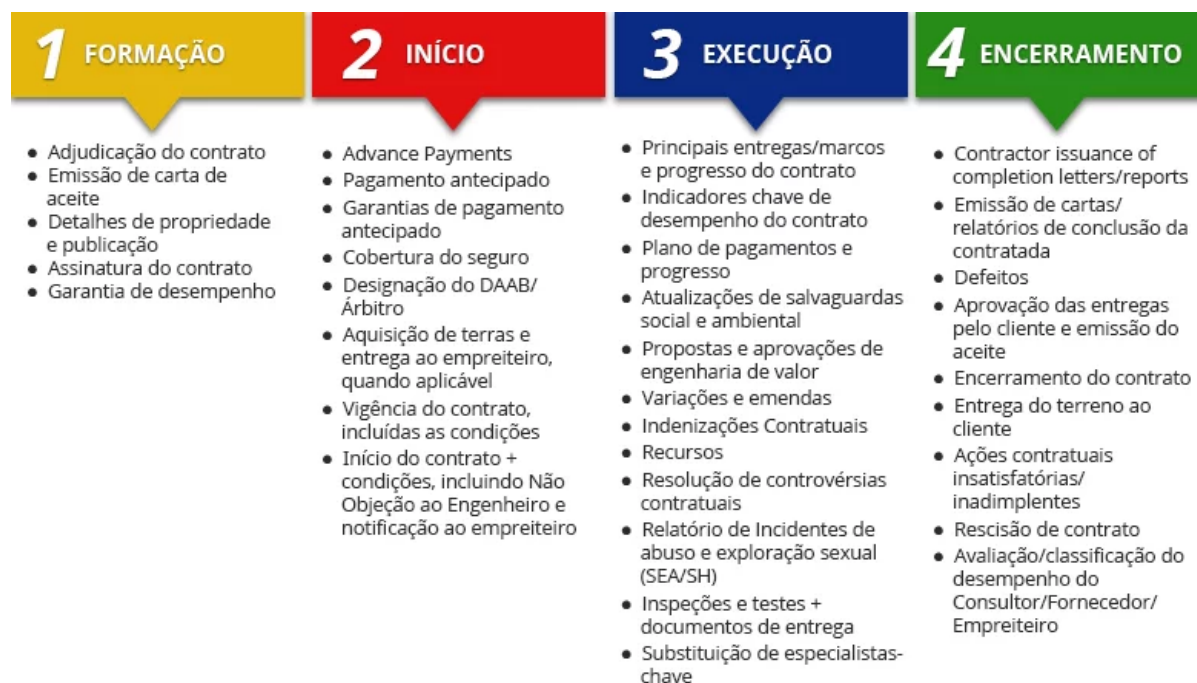 1 FORMAÇÃO
● Adjudicação do contrato
● Emissão de carta de
aceite
● Detalhes de propriedade
e publicação
● Assinatura do contrato
● Garantia de desempenho
2 INÍCIO
● Advance Payments
● Pagamento antecipado
● Garantias de pagamento
antecipado
● Cobertura do seguro
● Designação do DAAB/
Árbitro
● Aquisição de terras e
entrega ao empreiteiro,
quando aplicável
● Vigência do contrato,
incluídas as condições
● Início do contrato +
condições, incluindo Não
Objeção ao Engenheiro e
notificação ao empreiteiro
3 EXECUÇÃO
● Principais entregas/marcos
e progresso do contrato
● Indicadores chave de
desempenho do contrato
● Plano de pagamentos e
progresso
● Atualizações de salvaguardas
social e ambiental
● Propostas e aprovações de
engenharia de valor
● Variações e emendas
● Indenizações Contratuais
● Recursos
● Resolução de controvérsias
contratuais
● Relatório de Incidentes de
abuso e exploração sexual
(SEA/SH)
● Inspeções e testes +
documentos de entrega
● Substituição de especialistas-
chave
4 ENCERRAMENTO
● Contractor issuance of
completion letters/reports
● Emissão de cartas/
relatórios de conclusão da
contratada
● Defeitos
● Aprovação das entregas
pelo cliente e emissão do
aceite
● Encerramento do contrato
● Entrega do terreno ao
cliente
● Ações contratuais
insatisfatórias/
inadimplentes
● Rescisão de contrato
● Avaliação/classificação do
desempenho do
Consultor/Fornecedor/
Empreiteiro